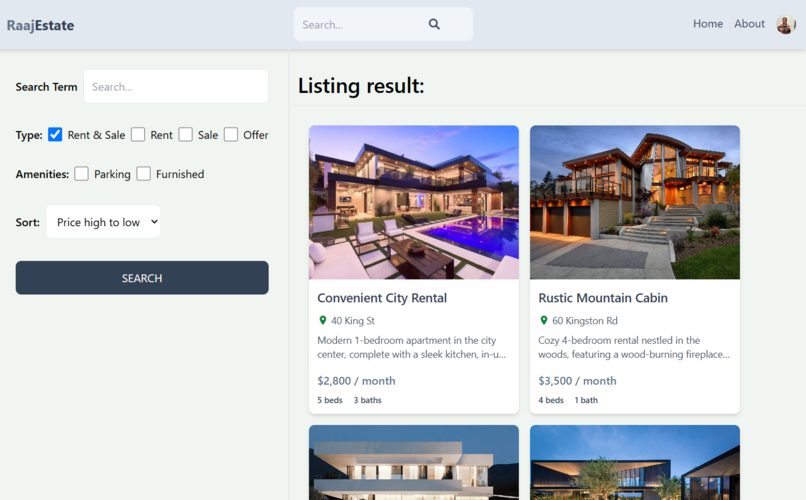 RaajEstate
Search...
Home About
Search Term Search...
Type: Rent & Sale Rent Sale Offer
Amenities: Parking Furnished
Sort: Price high to low
SEARCH
Listing result:
Convenient City Rental
40 King St
Modern 1-bedroom apartment in the city
center, complete with a sleek kitchen, in-u...
$2,800 / month
5 beds 3 baths
Rustic Mountain Cabin
60 Kingston Rd
Cozy 4-bedroom rental nestled in the
woods, featuring a wood-burning fireplace...
$3,500 / month
4 beds 1 bath